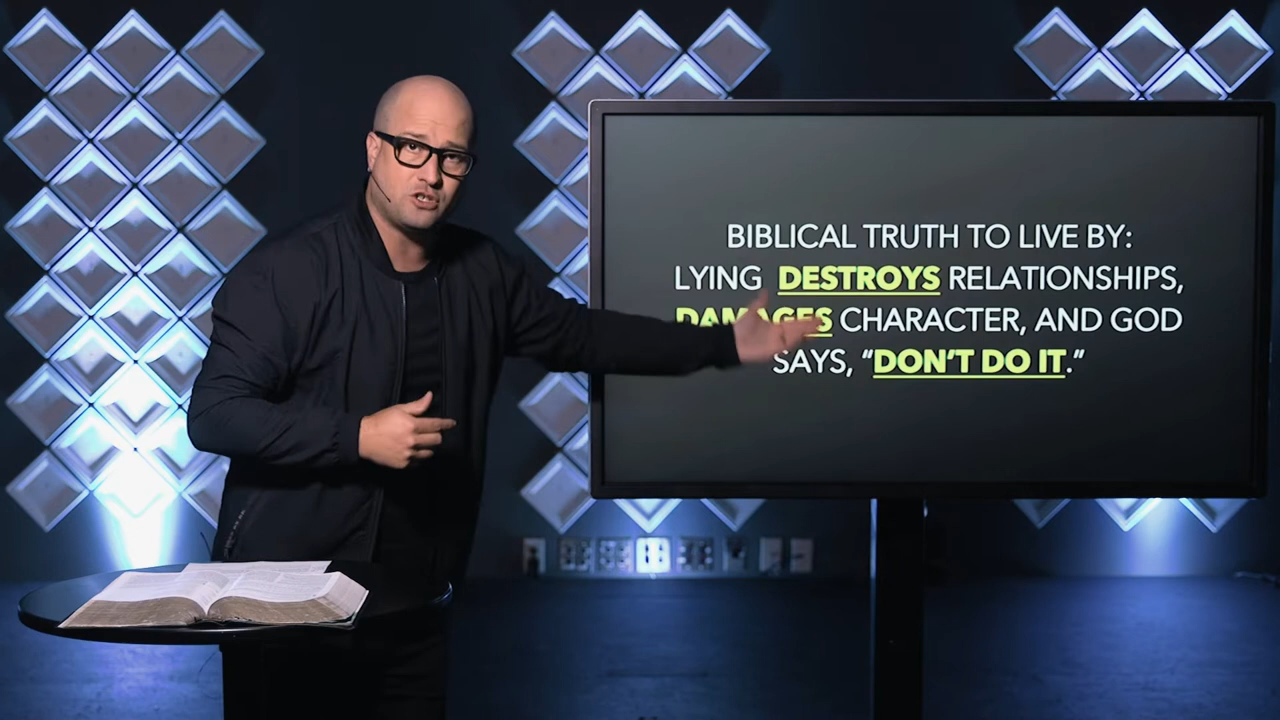 BIBLICAL TRUTH TO LIVE BY:
LYING DESTROYS RELATIONSHIPS,
DAMAGES CHARACTER, AND GOD
SAYS, “DON’T DO IT.”